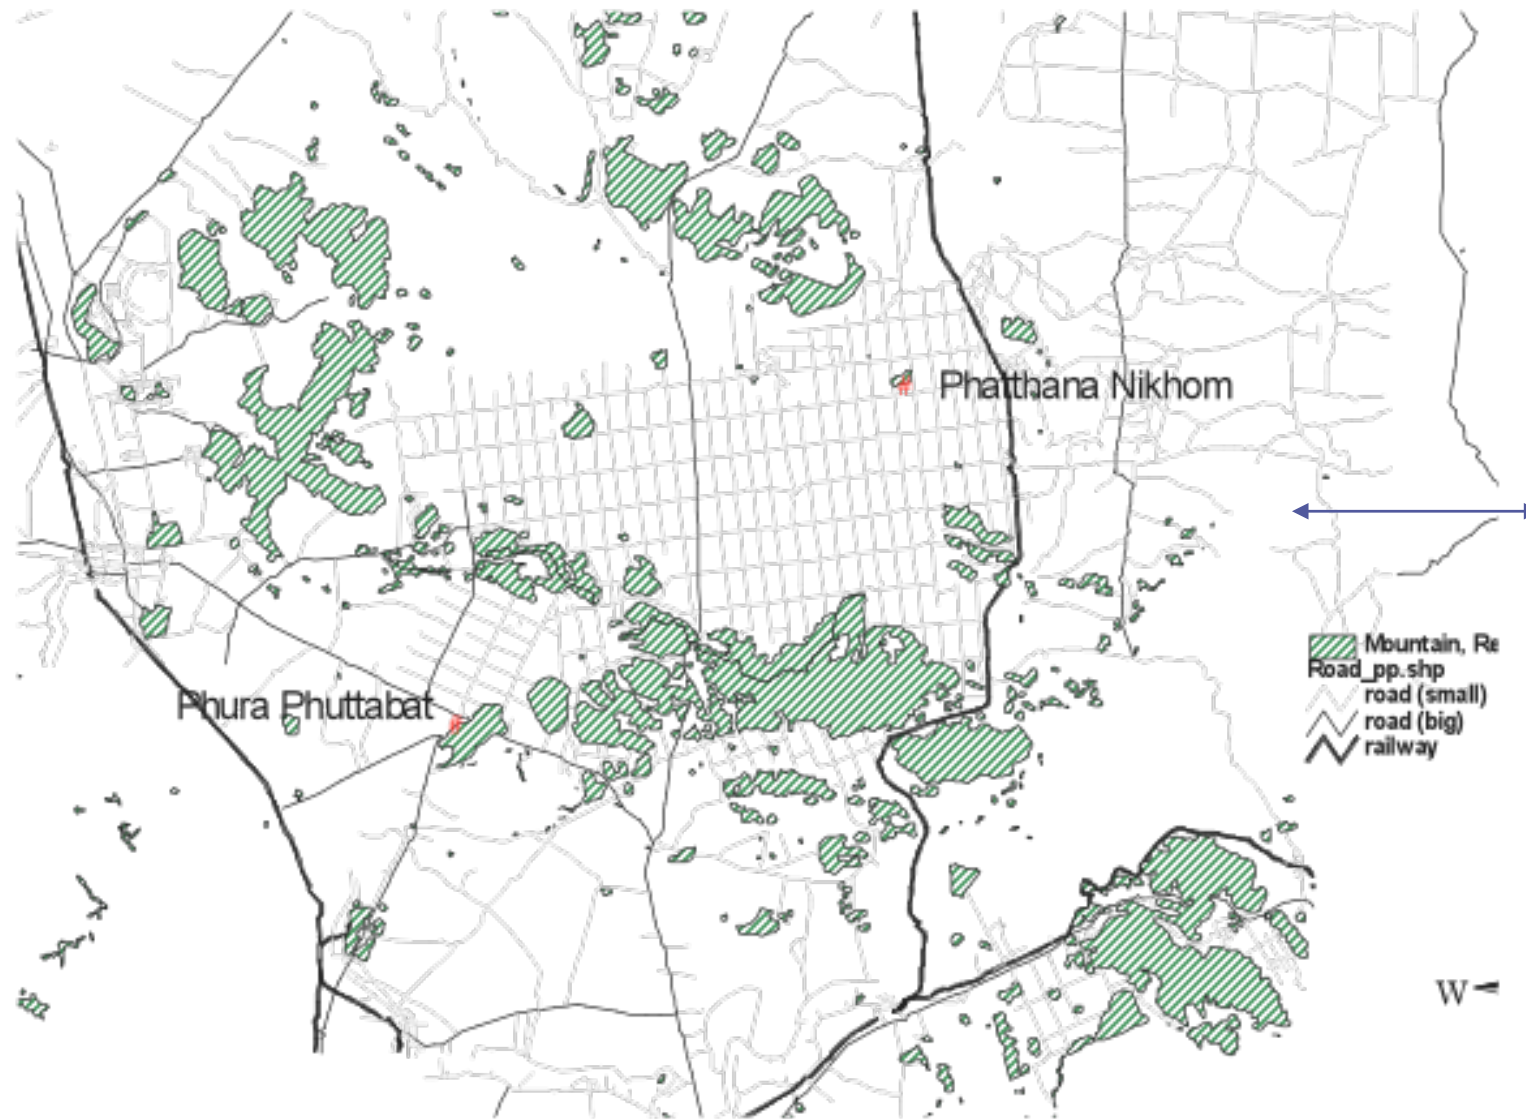 Phatthana Nikhom
Phura Phuttabat
Mountain, Re
Road_pp.shp
road (small)
road (big)
railway
W